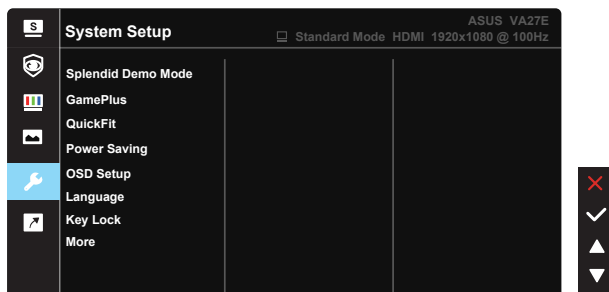 S
System Setup
ASUS VA27E
Standard Mode HDMI 1920x1080 @ 100Hz
Splendid Demo Mode
GamePlus
QuickFit
Power Saving
OSD Setup
Language
Key Lock
More